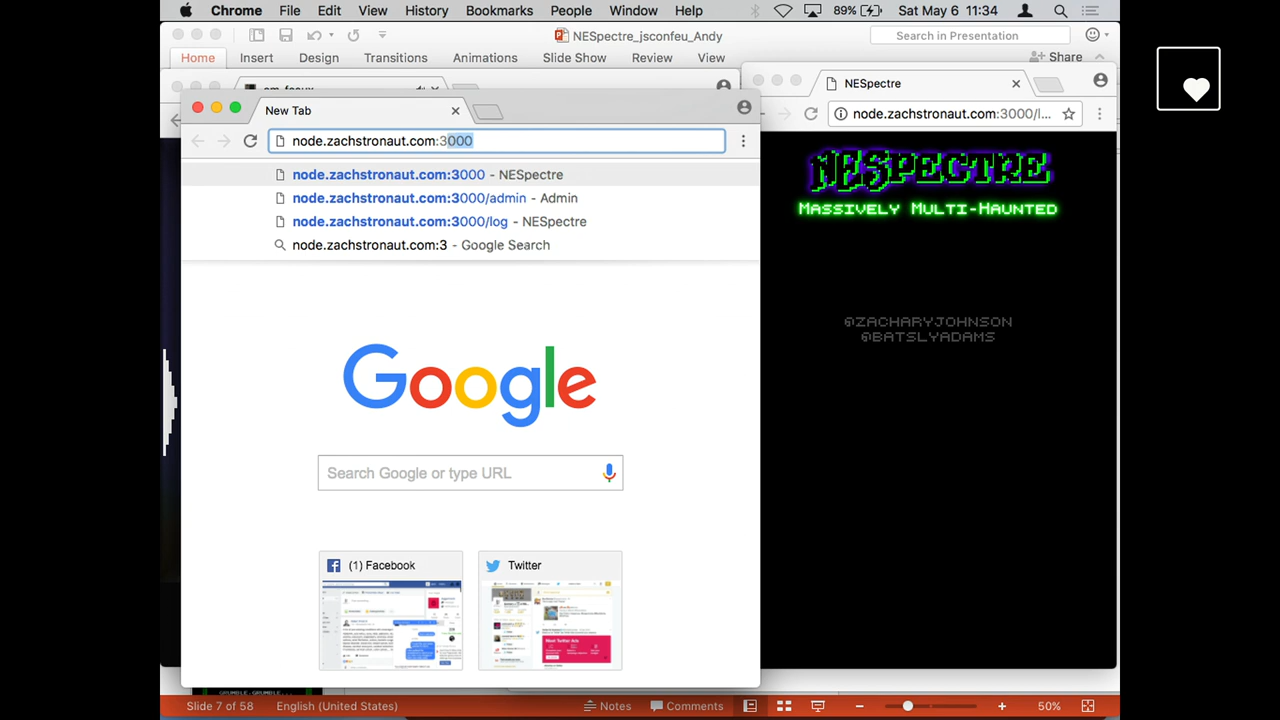 Chrome File Edit View History Bookmarks People Window Help 89% Sat May 6 11:34
NESpectre_jsconfeu_Andy
Search in Presentation
Home Insert Design Transitions Animations Slide Show Review View Share
New Tab
node.zachstronaut.com:3000
node.zachstronaut.com:3000 - NESpectre
node.zachstronaut.com:3000/admin - Admin
node.zachstronaut.com:3000/log - NESpectre
node.zachstronaut.com:3 - Google Search
Google
Search Google or type URL
(1) Facebook
Twitter
NESpectre
node.zachstronaut.com:3000/l...
NESPECTRE
MASSIVELY MULTI-HAUNTED
@ZACHARYJOHNSON
@BATSLYADAMS
Slide 7 of 58 English (United States) Notes Comments 50%